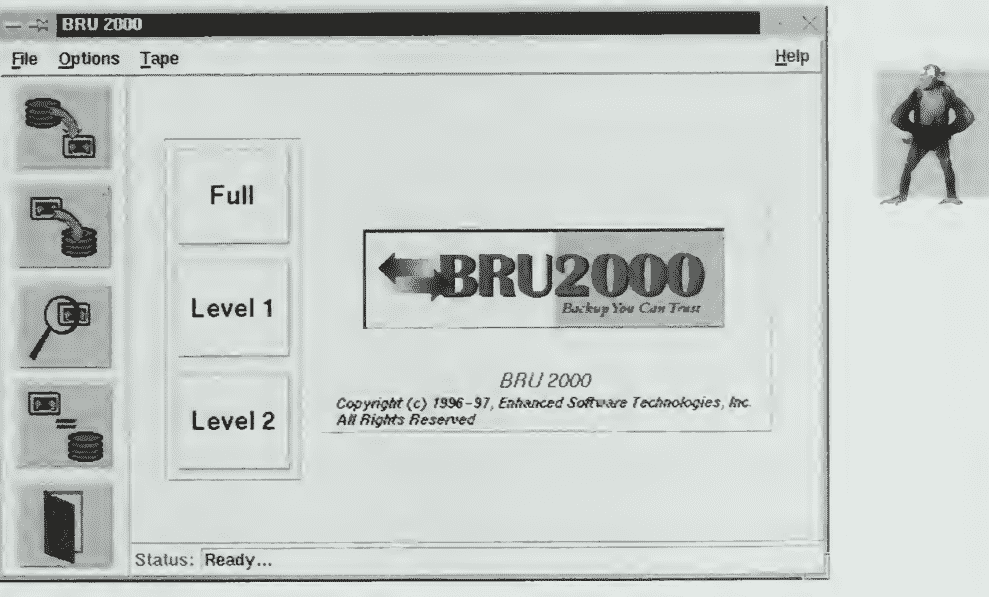 BRU 2000
File Options Tape Help
Full
Level 1
Level 2
BRU2000
Backup You Can Trust
BRU 2000
Copyright (c) 1996-97, Enhanced Software Technologies, Inc.
All Rights Reserved
Status: Ready...